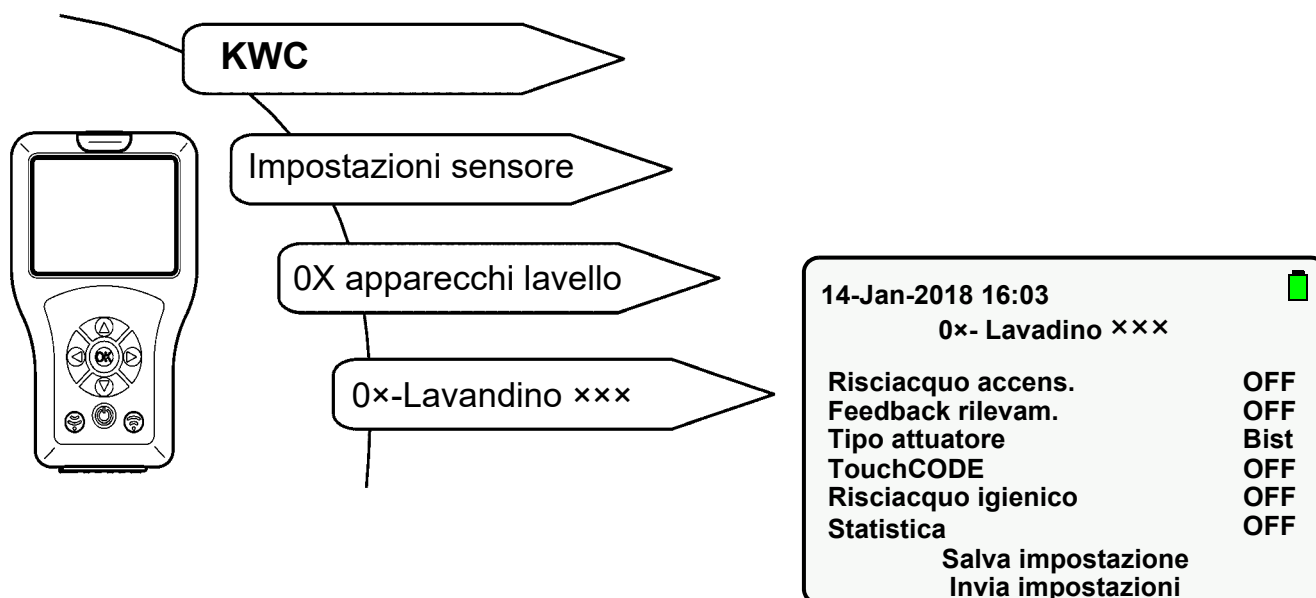 KWC
Impostazioni sensore
0X apparecchi lavello
0×-Lavandino ×××
OK
14-Jan-2018 16:03
0×- Lavadino ×××
Risciacquo accens. OFF
Feedback rilevam. OFF
Tipo attuatore Bist
TouchCODE OFF
Risciacquo igienico OFF
Statistica OFF
Salva impostazione
Invia impostazioni